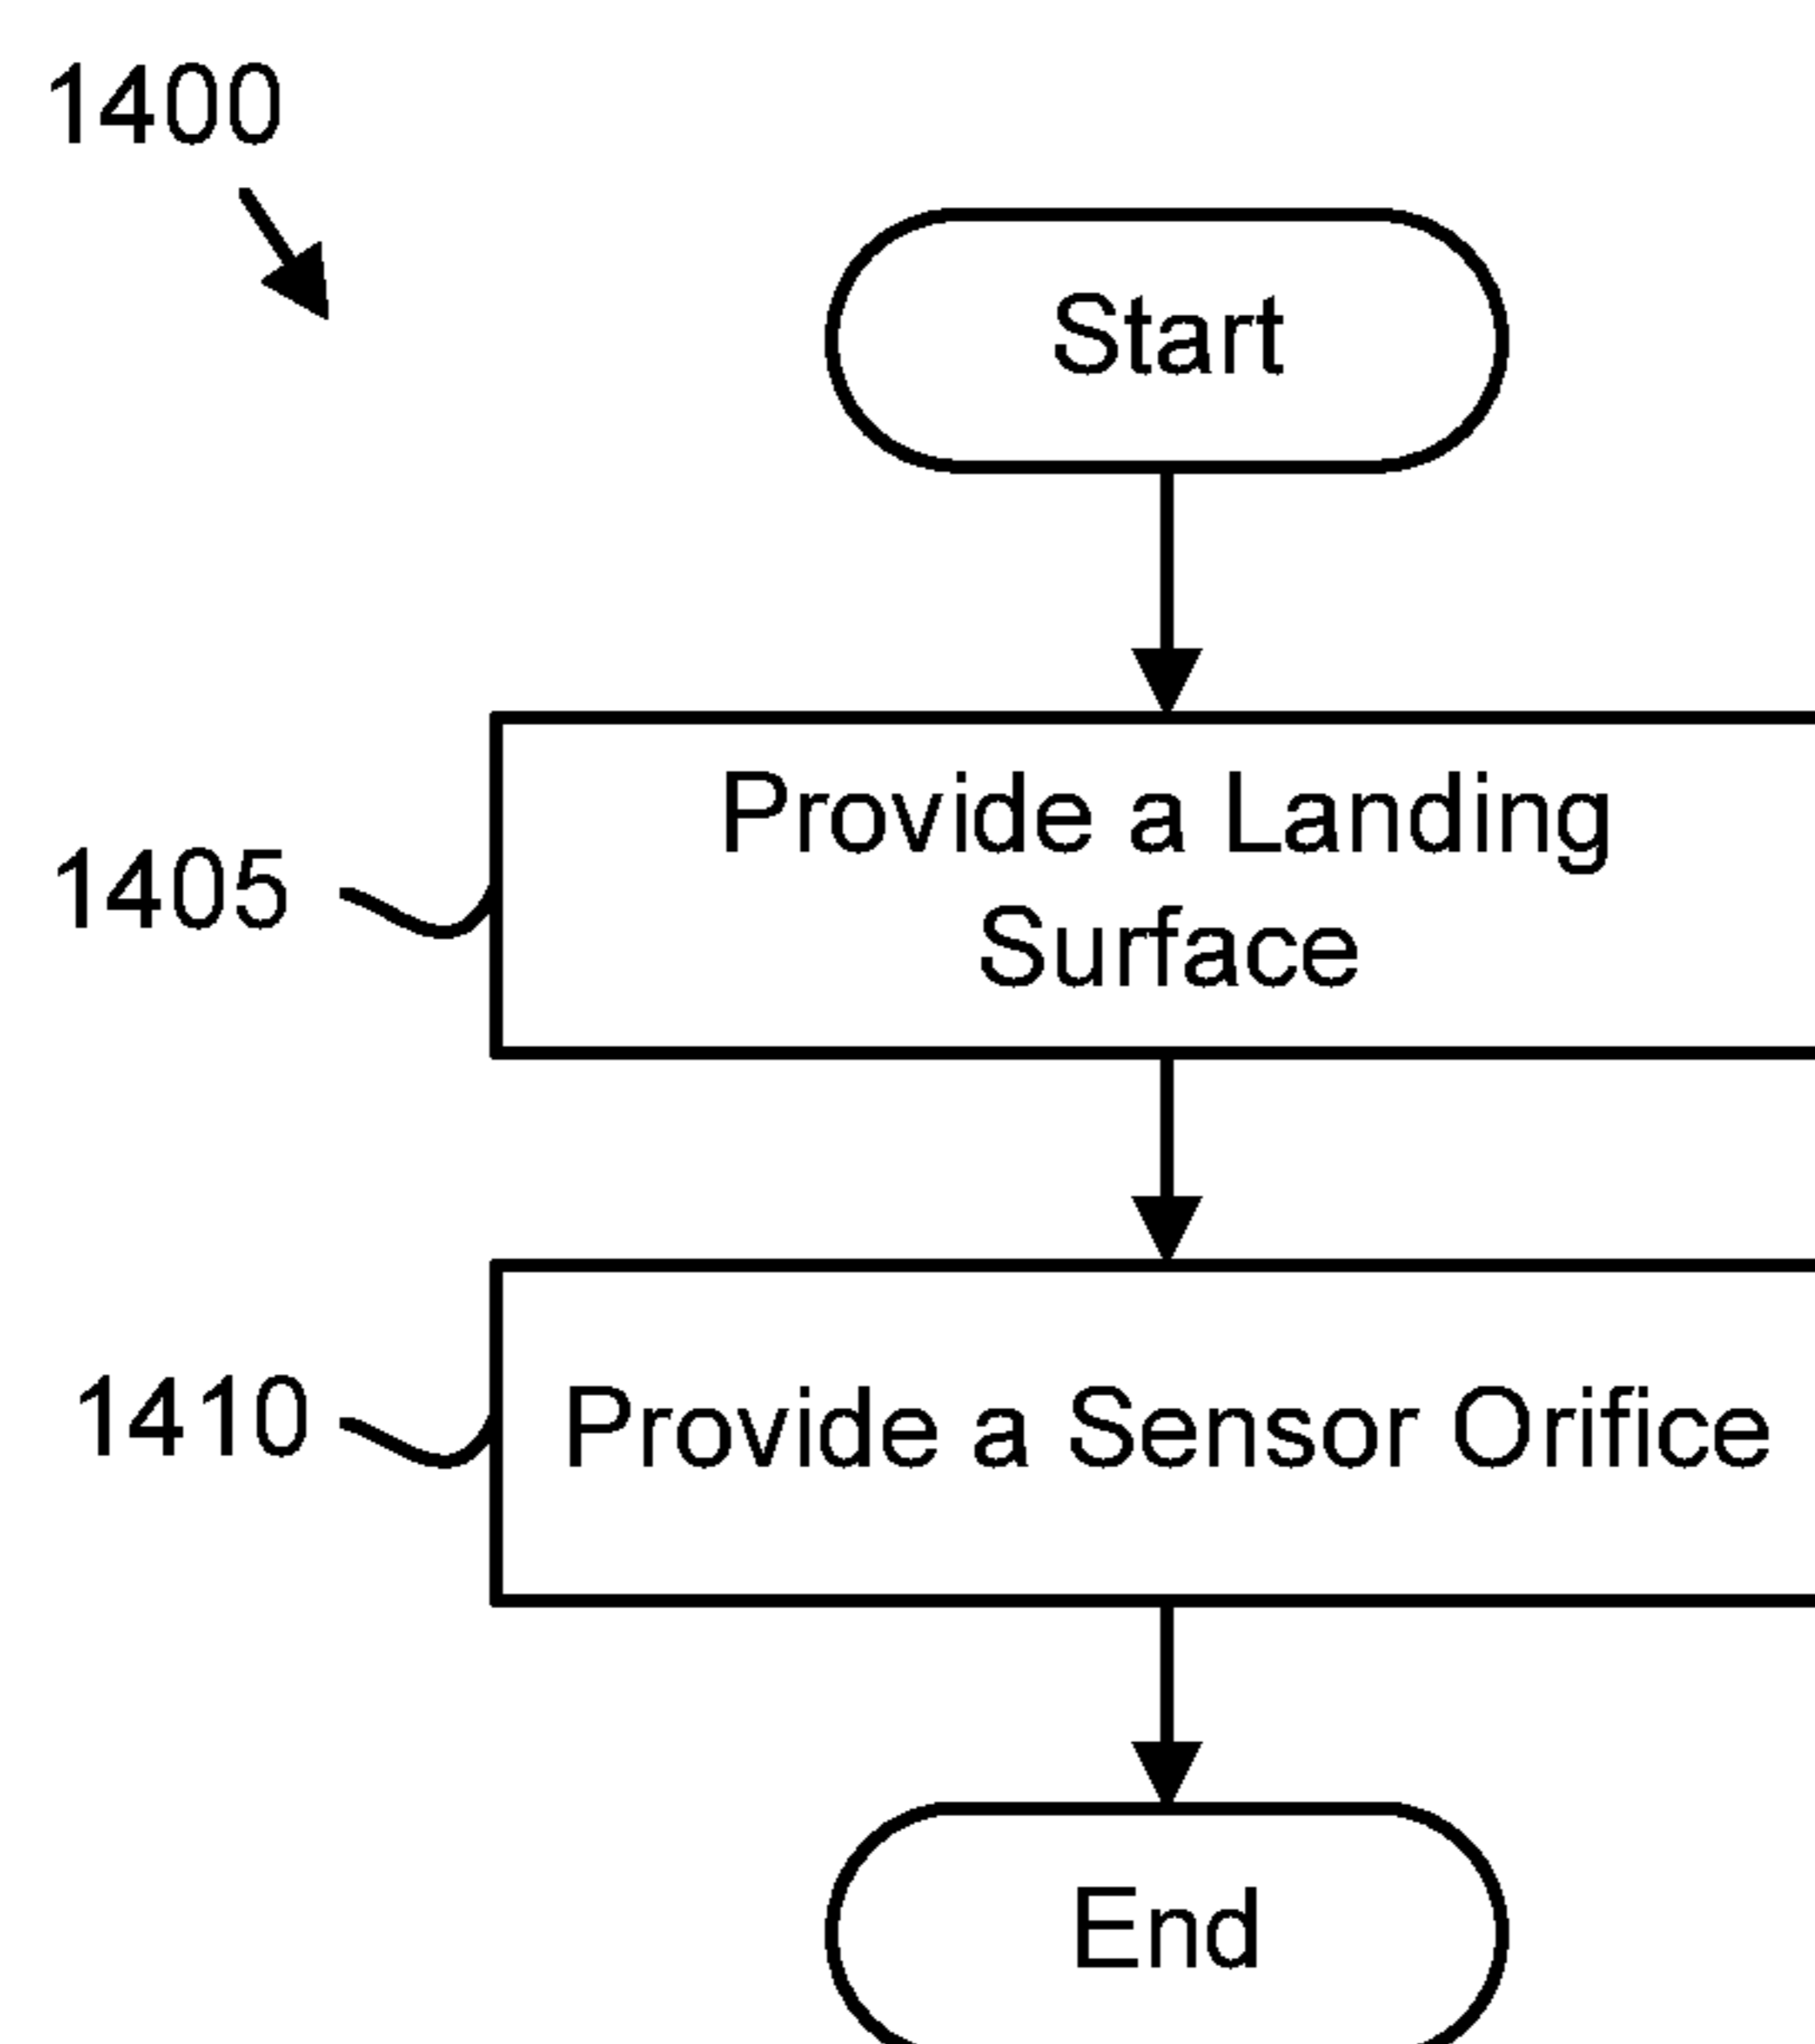 1400
Start
Provide a Landing
Surface
1405
Provide a Sensor Orifice
1410
End